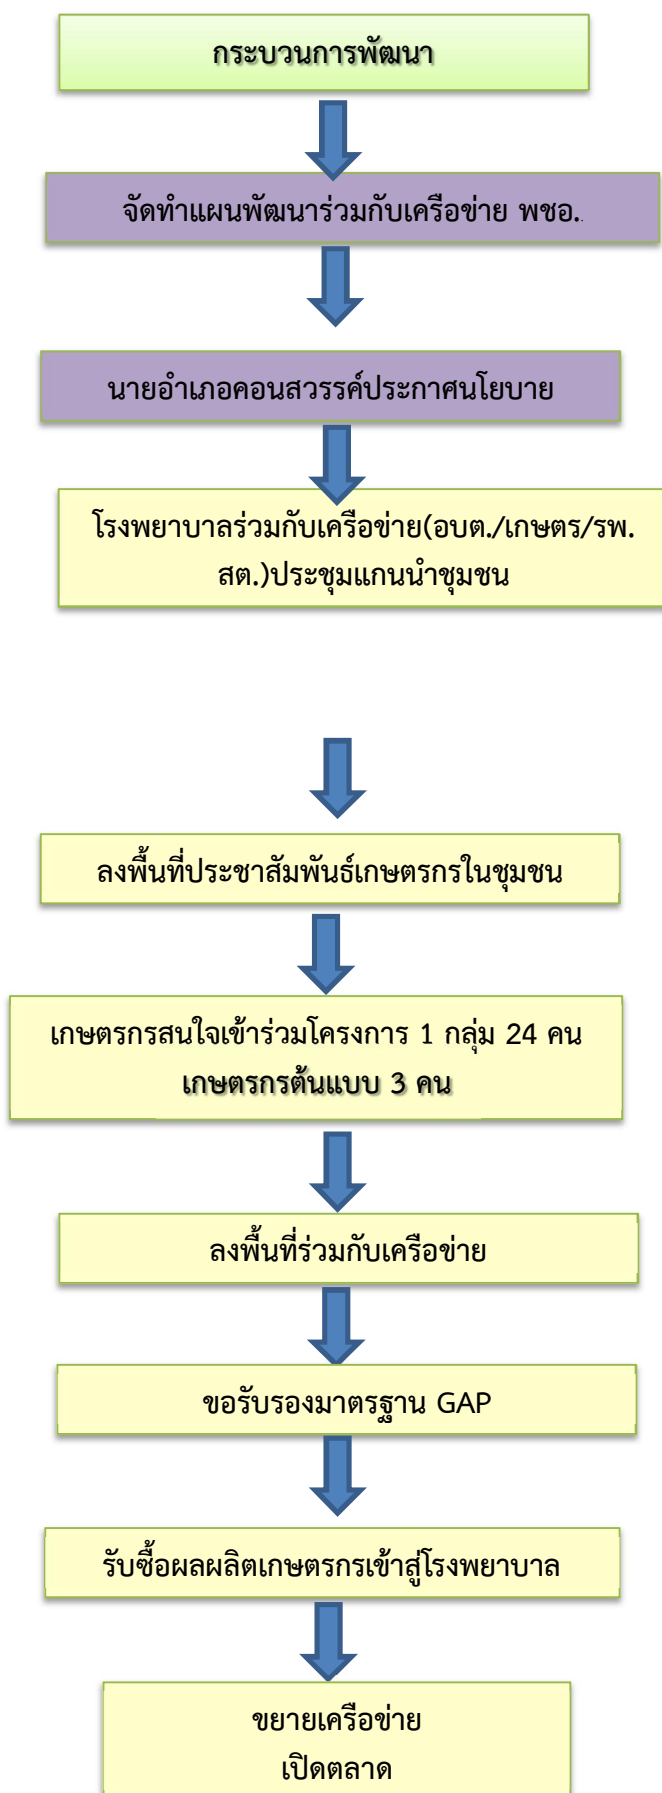 กระบวนการพัฒนา
จัดทำแผนพัฒนาร่วมกับเครือข่าย พชอ.
นายอำเภอคอนสวรรค์ประกาศนโยบาย
โรงพยาบาลร่วมกับเครือข่าย(อบต./เกษตร/รพ.
สต.)ประชุมแกนนำชุมชน
ลงพื้นที่ประชาสัมพันธ์เกษตรกรในชุมชน
เกษตรกรสนใจเข้าร่วมโครงการ 1 กลุ่ม 24 คน
เกษตรกรต้นแบบ 3 คน
ลงพื้นที่ร่วมกับเครือข่าย
ขอรับรองมาตรฐาน GAP
รับซื้อผลผลิตเกษตรกรเข้าสู่โรงพยาบาล
ขยายเครือข่าย
เปิดตลาด